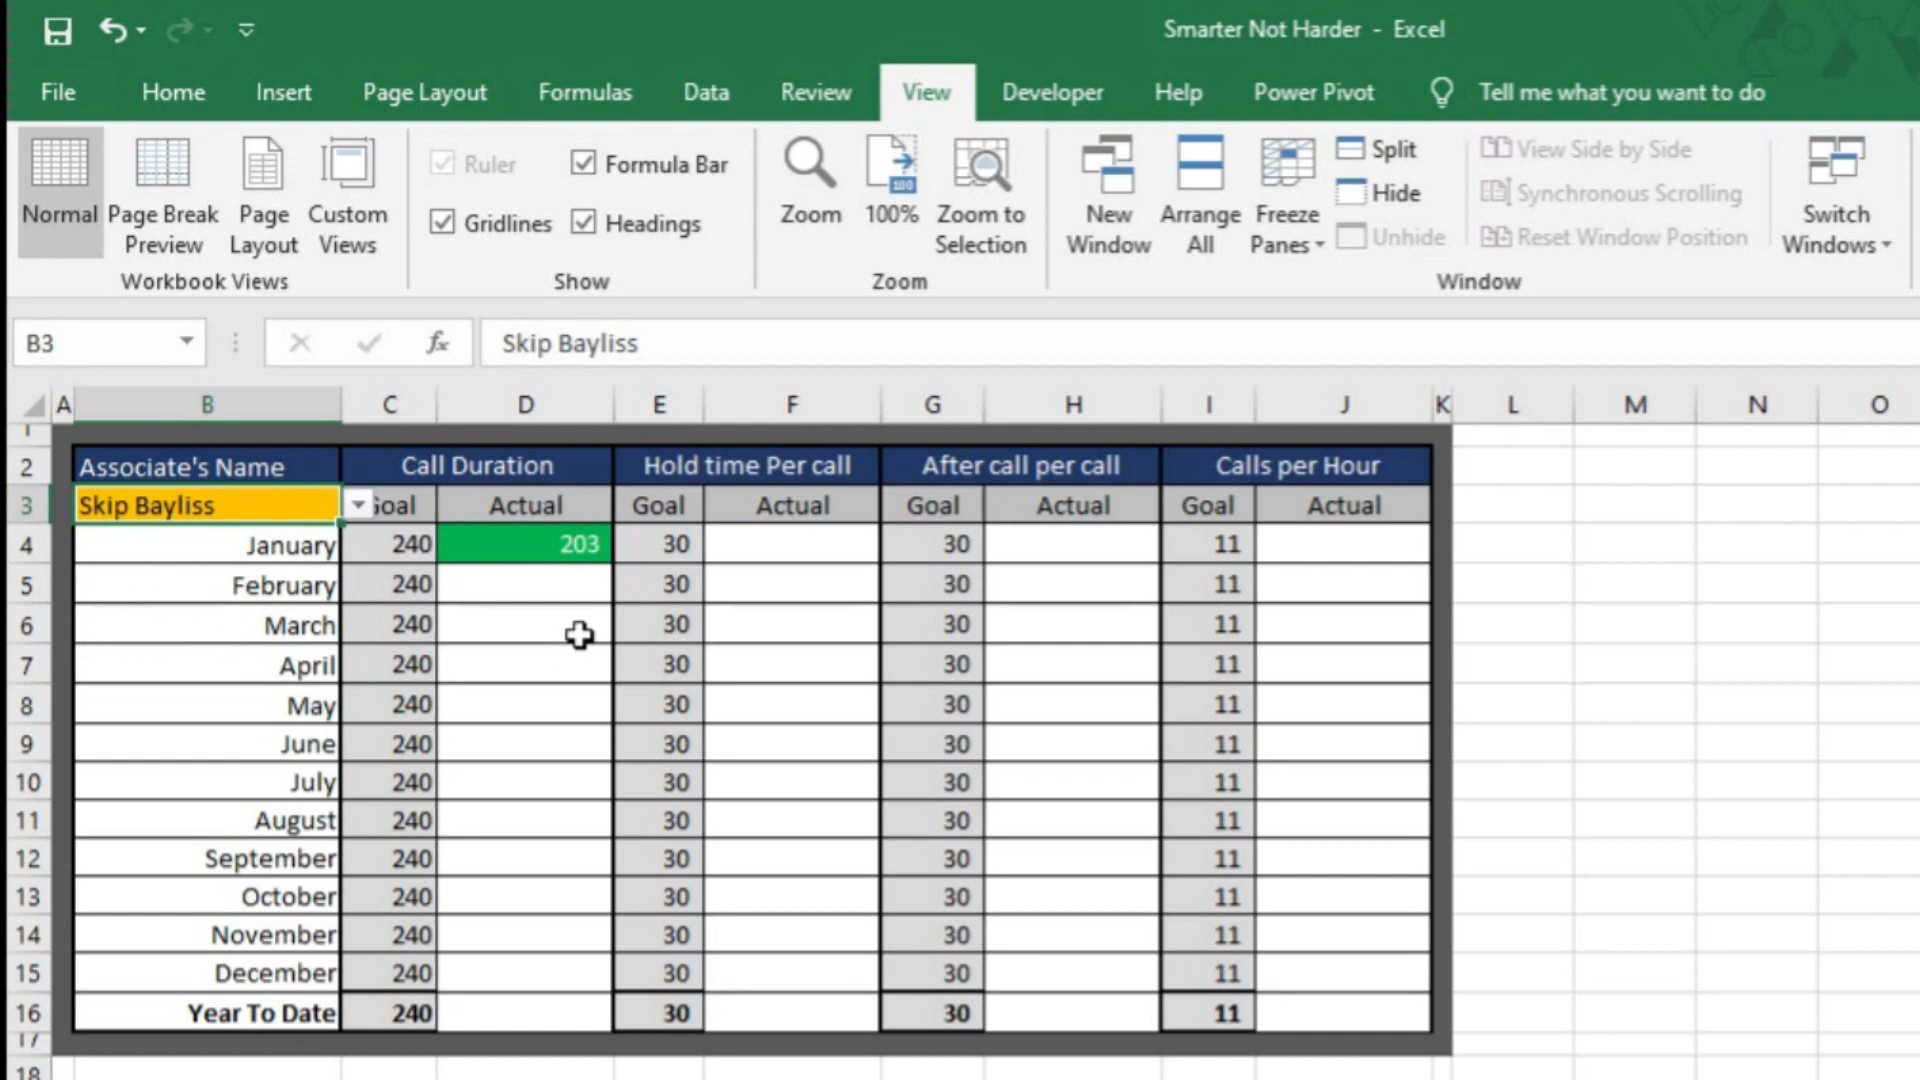 Smarter Not Harder - Excel
File Home Insert Page Layout Formulas Data Review View Developer Help Power Pivot Tell me what you want to do
Normal Page Break Preview Page Layout Custom Views
Workbook Views
Ruler Formula Bar
Gridlines Headings
Show
Zoom 100% Zoom to Selection
100
Zoom
New Window Arrange All Freeze Panes
Split
Hide
Unhide
View Side by Side
Synchronous Scrolling
Reset Window Position
Switch Windows
Window
B3 fx Skip Bayliss
A B C D E F G H I J K L M N O
1
2 Associate's Name Call Duration Hold time Per call After call per call Calls per Hour
3 Skip Bayliss Goal Actual Goal Actual Goal Actual Goal Actual
4 January 240 203 30 30 11
5 February 240 30 30 11
6 March 240 30 30 11
7 April 240 30 30 11
8 May 240 30 30 11
9 June 240 30 30 11
10 July 240 30 30 11
11 August 240 30 30 11
12 September 240 30 30 11
13 October 240 30 30 11
14 November 240 30 30 11
15 December 240 30 30 11
16 Year To Date 240 30 30 11
17
18